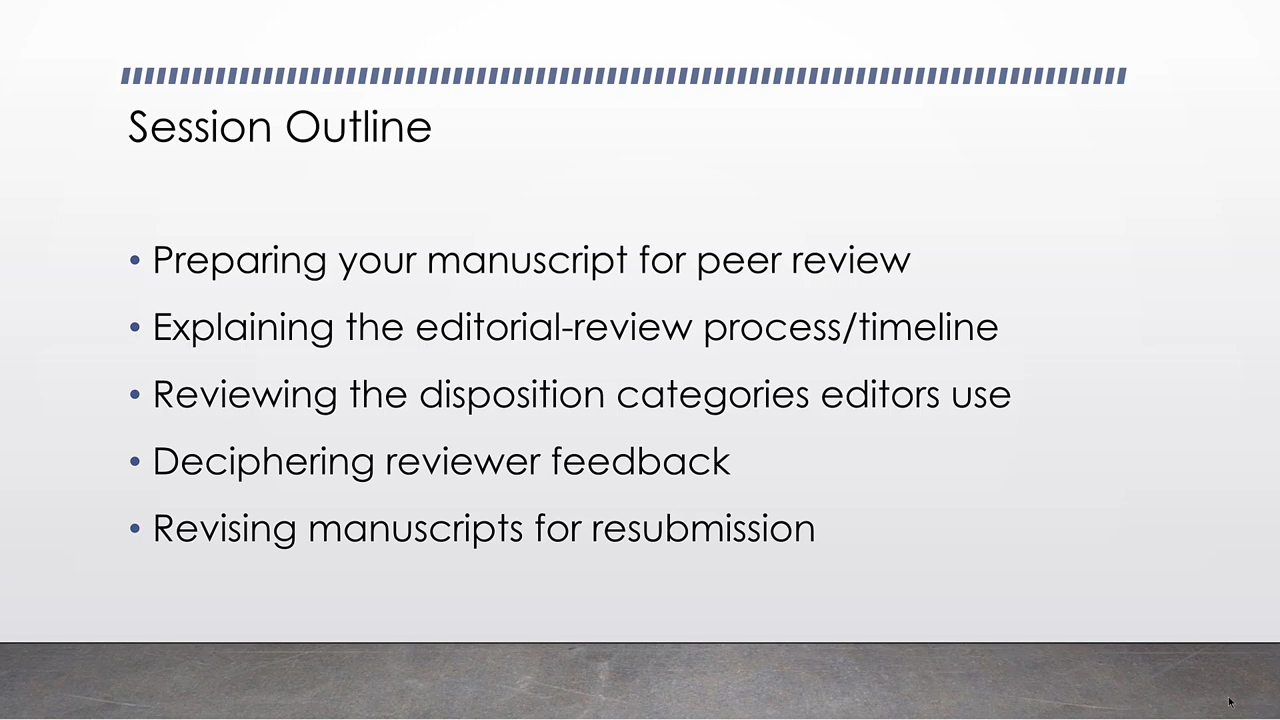 Session Outline
• Preparing your manuscript for peer review
• Explaining the editorial-review process/timeline
• Reviewing the disposition categories editors use
• Deciphering reviewer feedback
• Revising manuscripts for resubmission